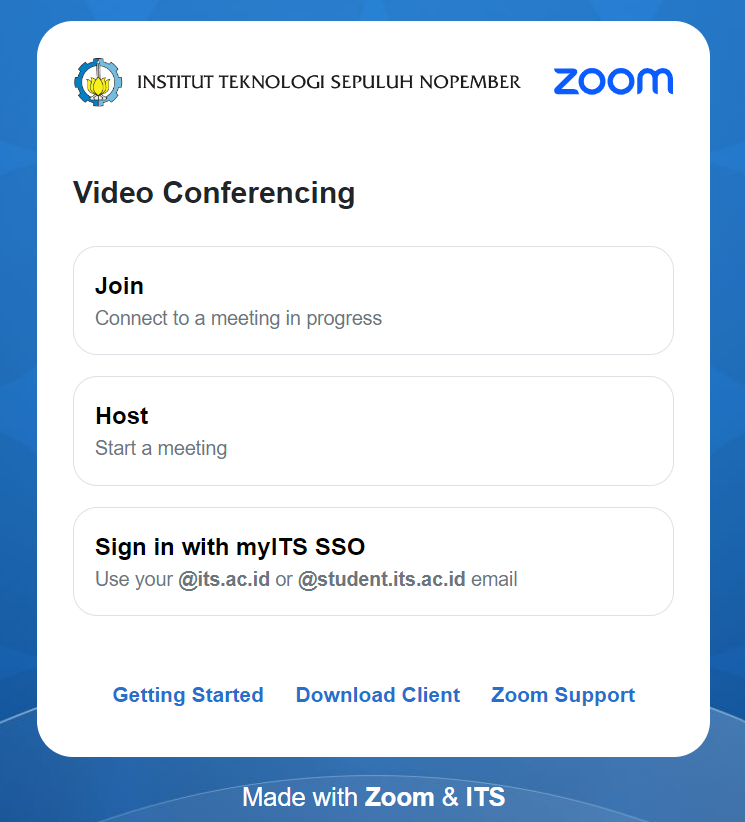 INSTITUT TEKNOLOGI SEPULUH NOPEMBER
zoom
Video Conferencing
Join
Connect to a meeting in progress
Host
Start a meeting
Sign in with myITS SSO
Use your @its.ac.id or @student.its.ac.id email
Getting Started Download Client Zoom Support
Made with Zoom & ITS